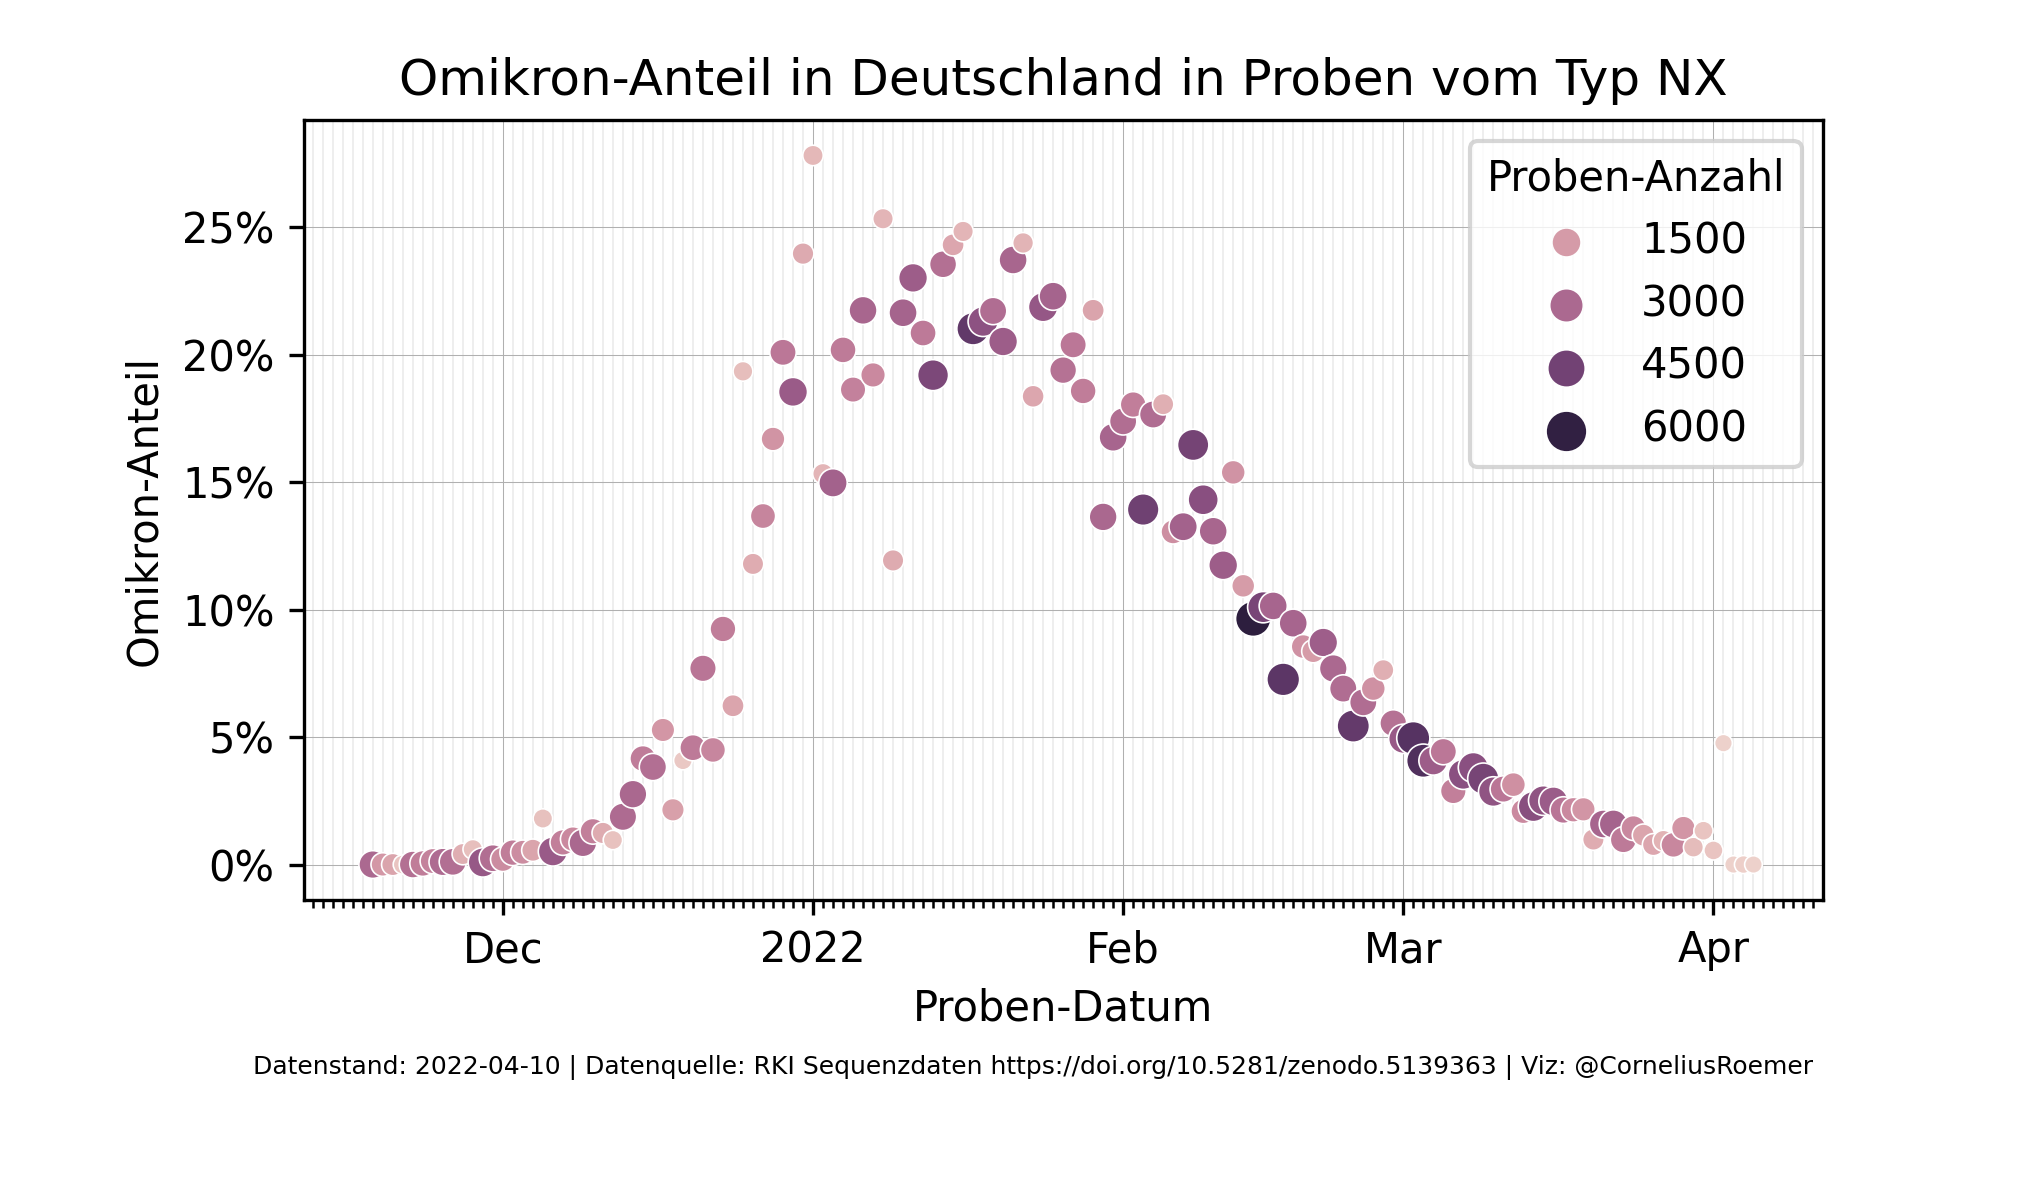 Omikron-Anteil in Deutschland in Proben vom Typ NX
Proben-Anzahl
1500
3000
4500
6000
25%
20%
15%
10%
5%
0%
Omikron-Anteil
Dec 2022 Feb Mar Apr
Proben-Datum
Datenstand: 2022-04-10 | Datenquelle: RKI Sequenzdaten https://doi.org/10.5281/zenodo.5139363 | Viz: @CorneliusRoemer